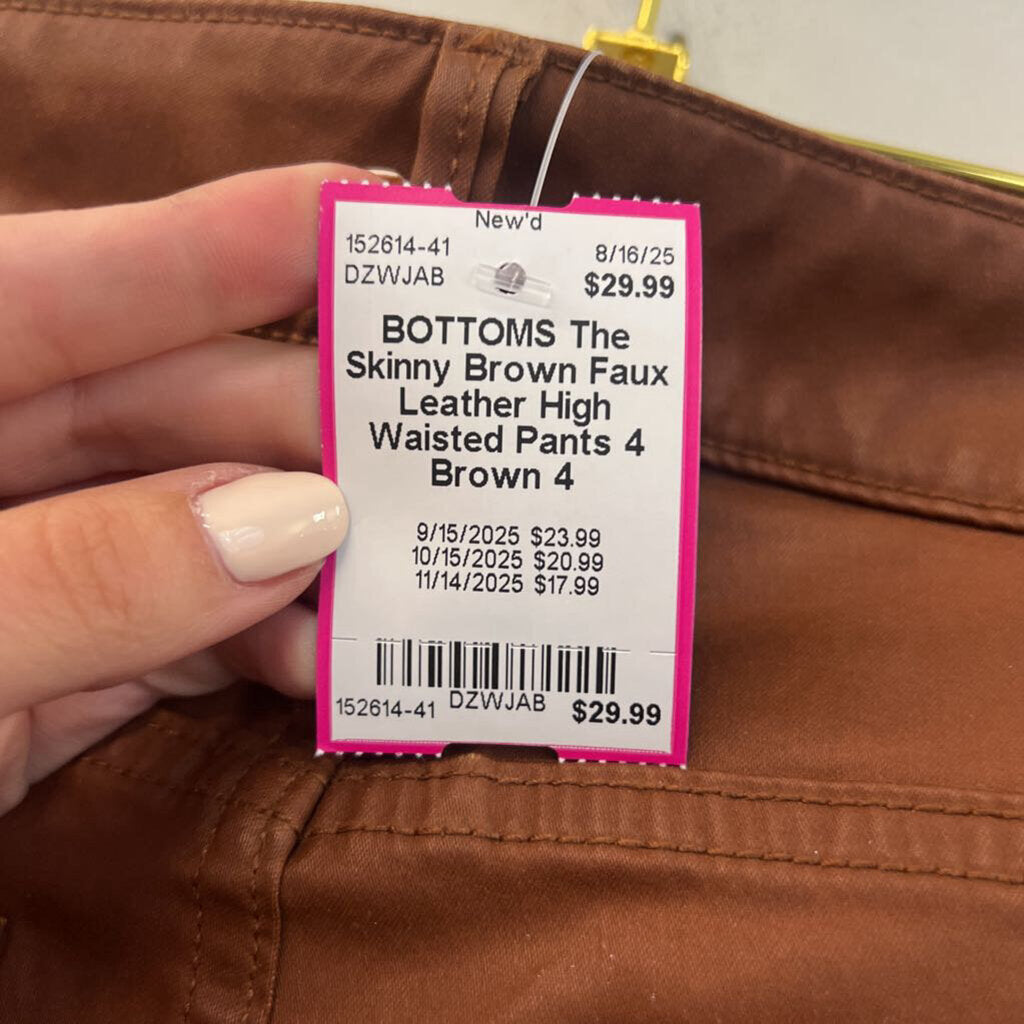 New'd
152614-41 8/16/25
DZWJAB $29.99
BOTTOMS The
Skinny Brown Faux
Leather High
Waisted Pants 4
Brown 4
9/15/2025 $23.99
10/15/2025 $20.99
11/14/2025 $17.99
152614-41 DZWJAB $29.99